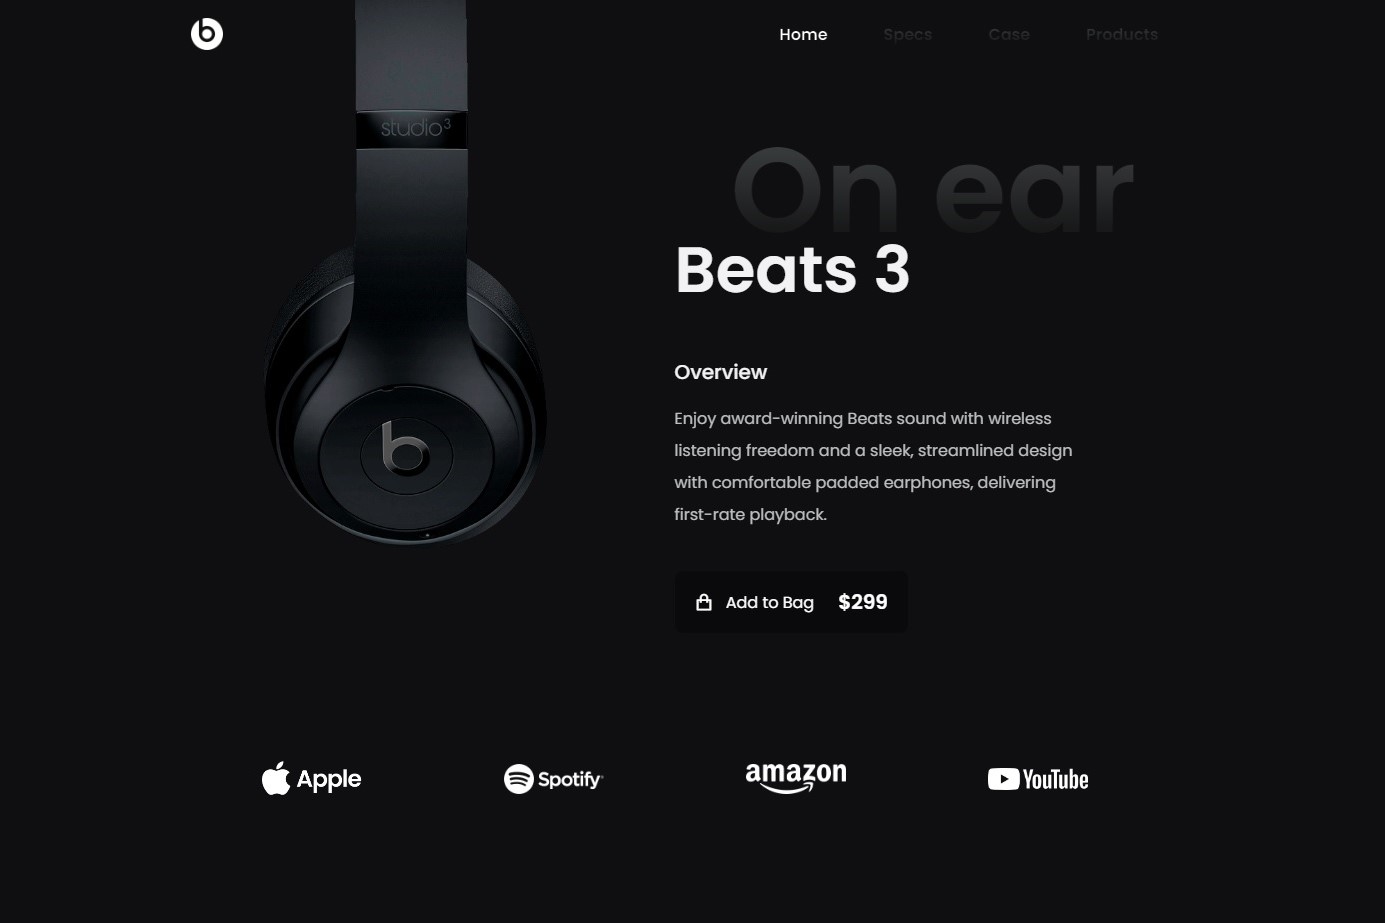 Home Specs Case Products
studio3
On ear
Beats 3
Overview
Enjoy award-winning Beats sound with wireless
listening freedom and a sleek, streamlined design
with comfortable padded earphones, delivering
first-rate playback.
Add to Bag $299
Apple Spotify amazon YouTube